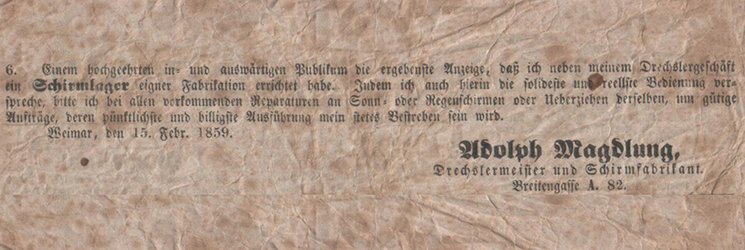 6. Einem hochgeehrten in- und auswärtigen Publikum die ergebenste Anzeige, daß ich neben meinem Drechslergeschäft
ein Schirmlager eigner Fabrikation errichtet habe. Indem ich auch hierin die solideste und reellste Bedienung ver-
spreche, bitte ich bei allen vorkommenden Reparaturen an Sonn- oder Regenschirmen oder Ueberziehen derselben, um gütige
Aufträge, deren pünktlichste und billigste Ausführung mein stetes Bestreben sein wird.
Weimar, den 15. Febr. 1859.
Adolph Magdlung,
Drechslermeister und Schirmfabrikant.
Breitengasse A. 82.